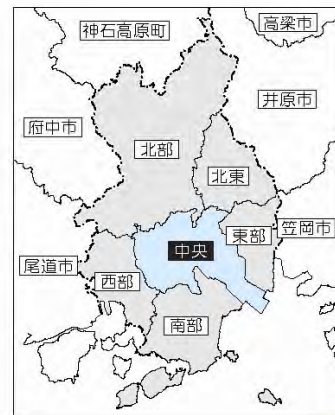 神石高原町
高梁市
井原市
府中市
北部
北東
笠岡市
東部
中央
尾道市
西部
南部